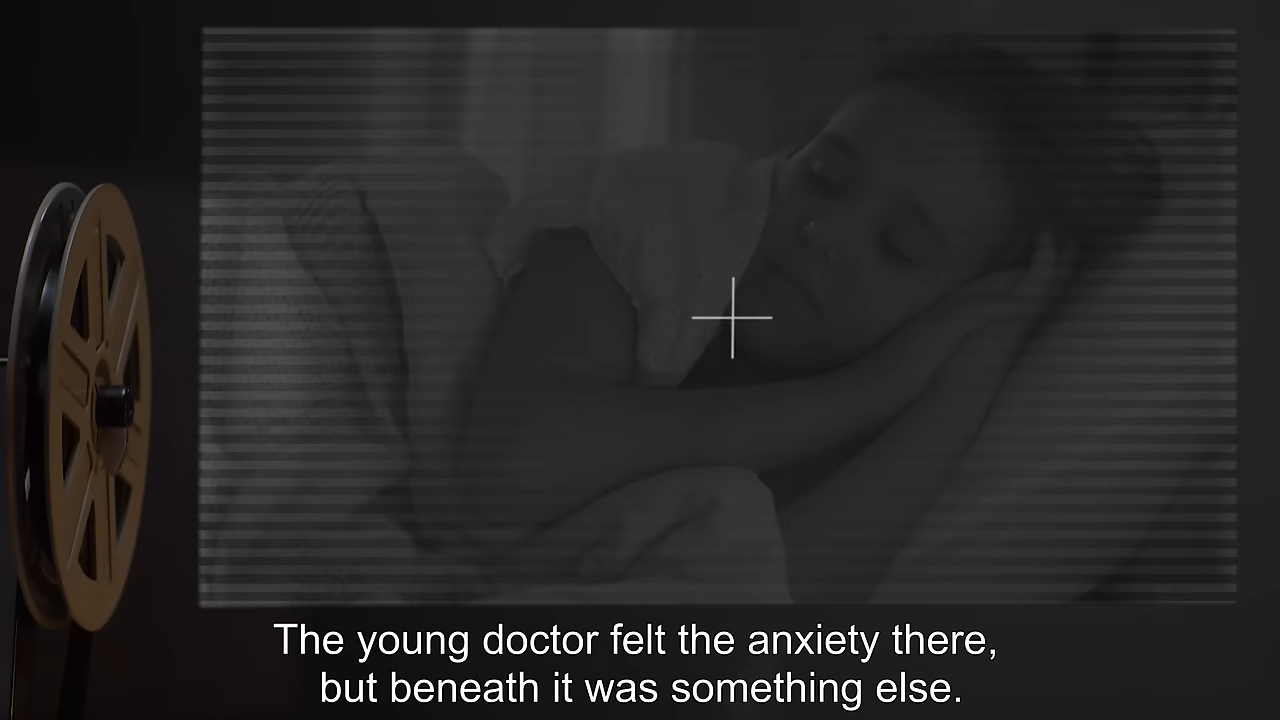 The young doctor felt the anxiety there,
but beneath it was something else.